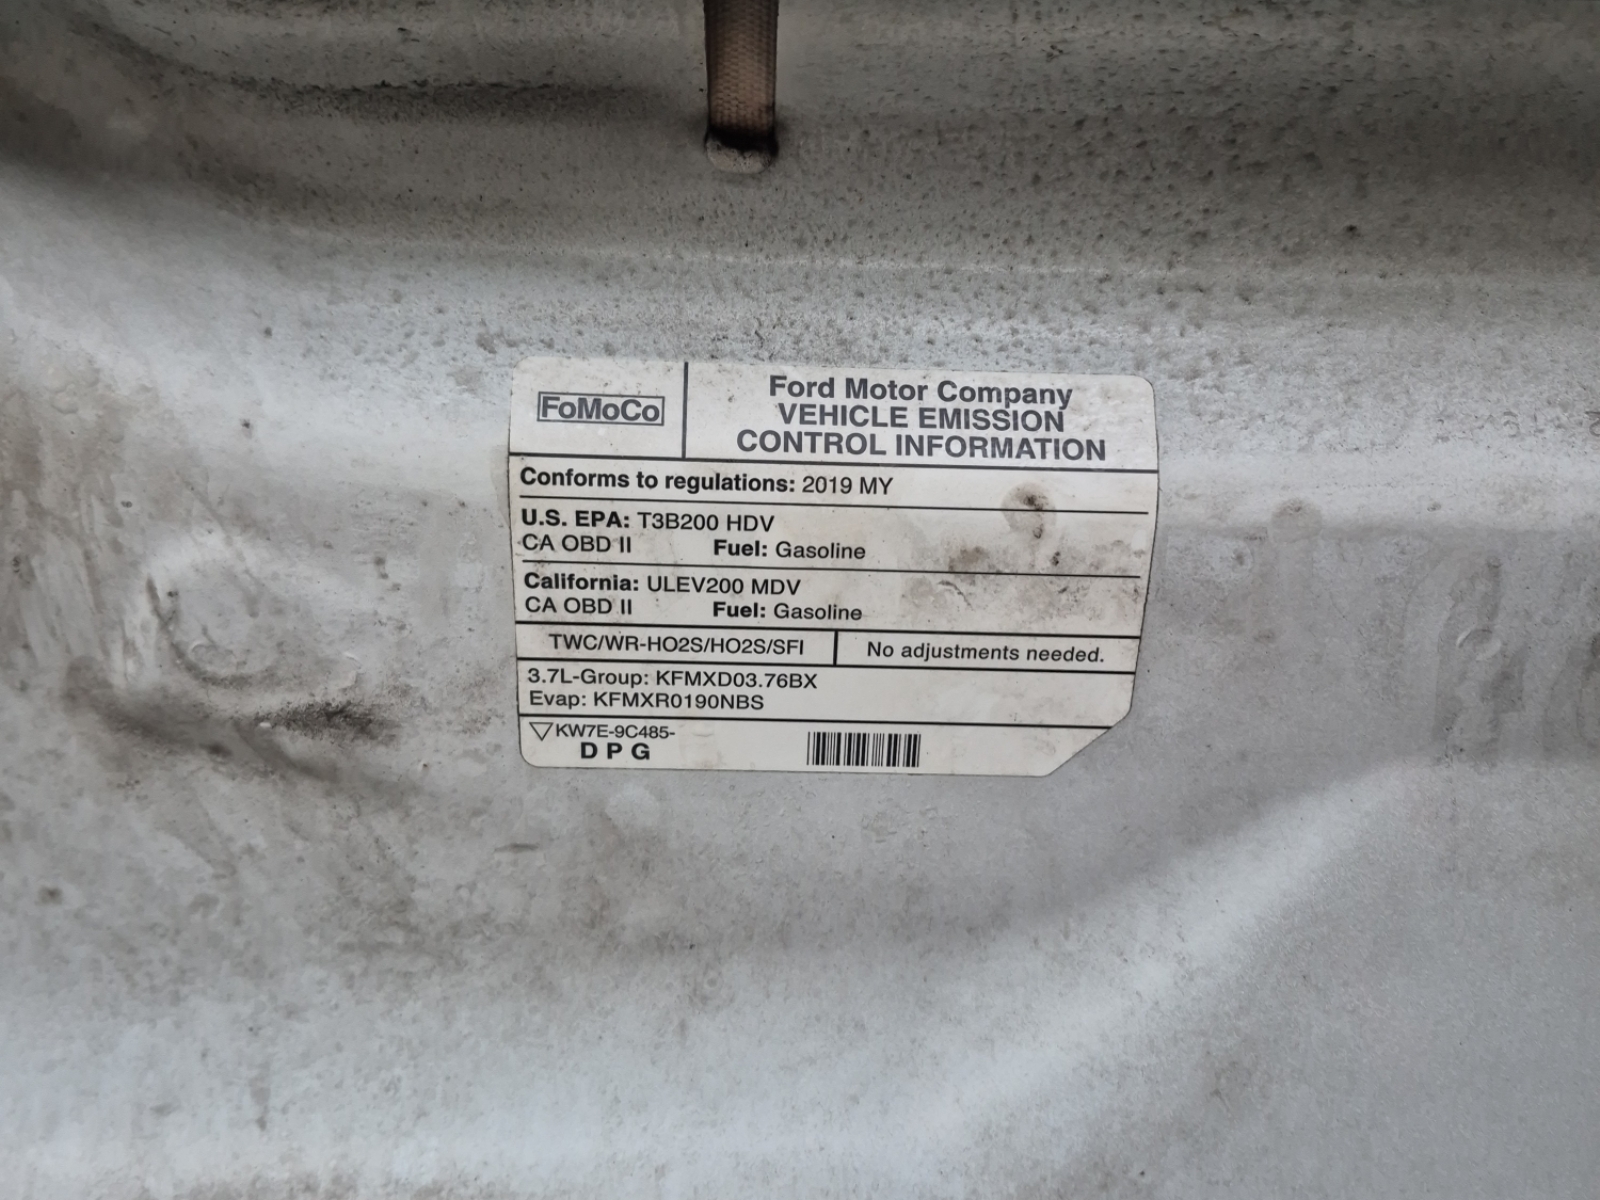 FoMoCo
Ford Motor Company
VEHICLE EMISSION
CONTROL INFORMATION
Conforms to regulations: 2019 MY
U.S. EPA: T3B200 HDV
CA OBD II Fuel: Gasoline
California: ULEV200 MDV
CA OBD II Fuel: Gasoline
TWC/WR-HO2S/HO2S/SFI No adjustments needed.
3.7L-Group: KFMXD03.76BX
Evap: KFMXR0190NBS
KW7E-9C485-
D P G